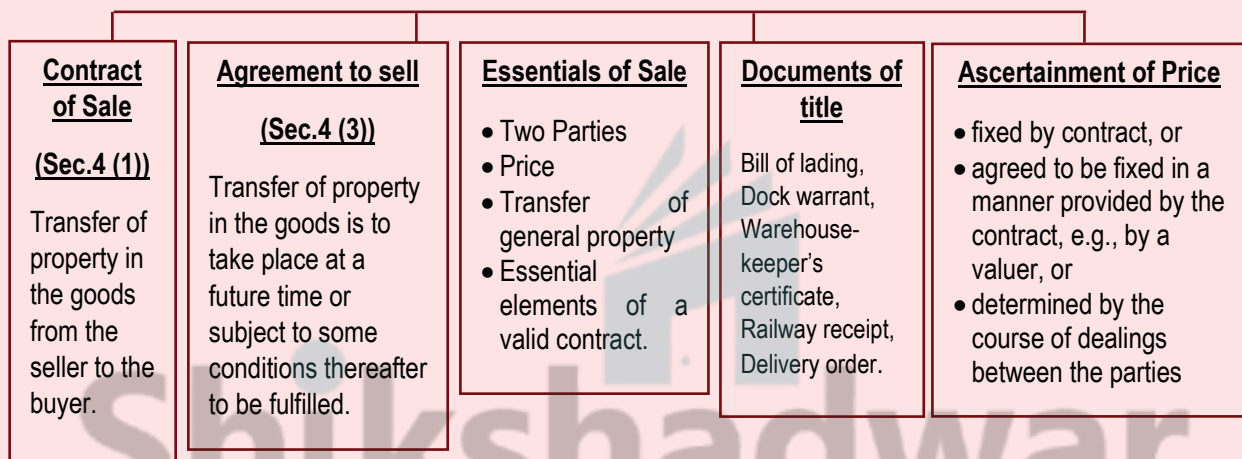 Contract
of Sale
(Sec.4 (1))
Transfer of
property in
the goods
from the
seller to the
buyer.
Agreement to sell
(Sec.4 (3))
Transfer of property
in the goods is to
take place at a
future time or
subject to some
conditions thereafter
to be fulfilled.
Essentials of Sale
• Two Parties
• Price
• Transfer of
general property
• Essential
elements of a
valid contract.
Documents of
title
Bill of lading,
Dock warrant,
Warehouse-
keeper's
certificate,
Railway receipt,
Delivery order.
Ascertainment of Price
• fixed by contract, or
• agreed to be fixed in a
manner provided by the
contract, e.g., by a
valuer, or
• determined by the
course of dealings
between the parties
Shikshadwar